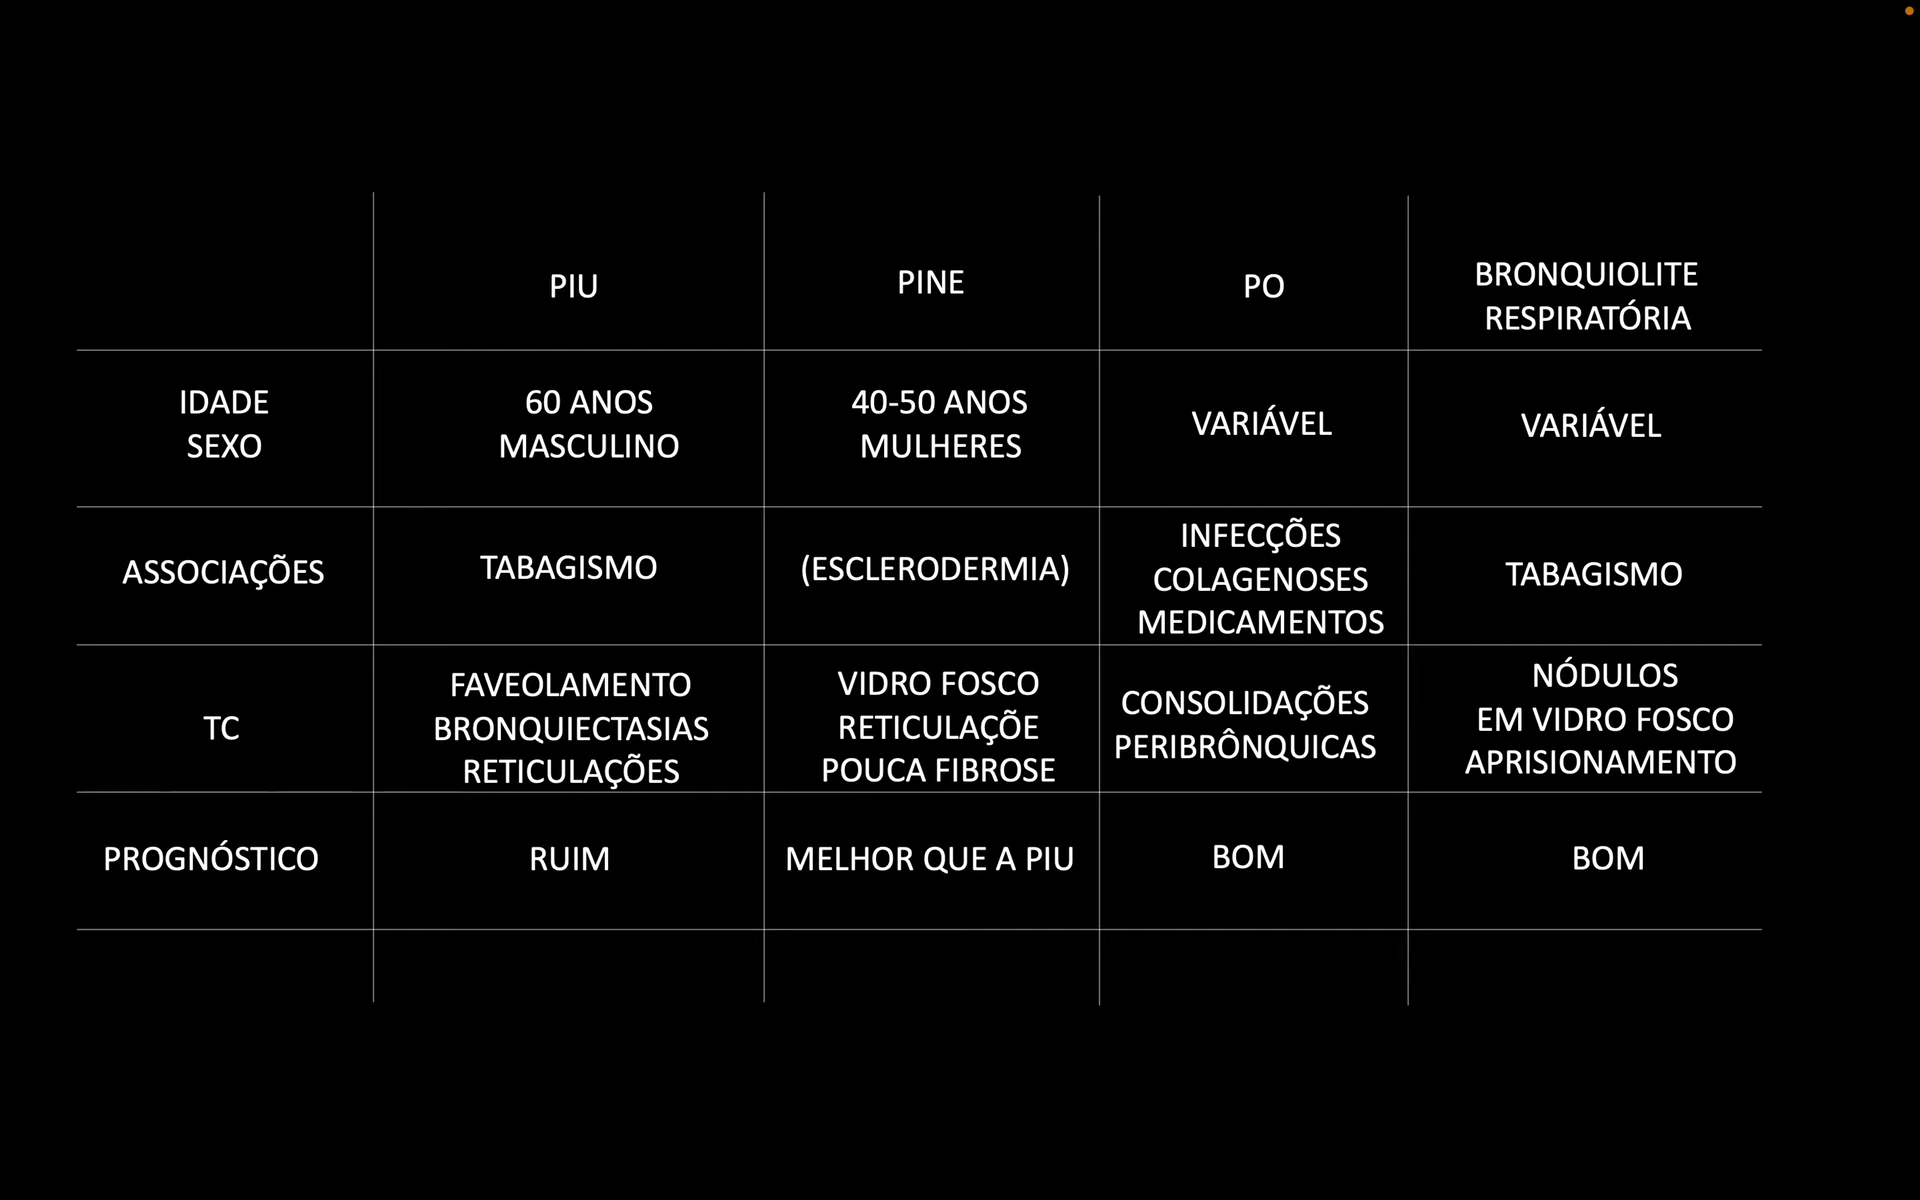 PIU
PINE
PO
BRONQUIOLITE
RESPIRATÓRIA
IDADE
SEXO
60 ANOS
MASCULINO
40-50 ANOS
MULHERES
VARIÁVEL
VARIÁVEL
ASSOCIAÇÕES
TABAGISMO
(ESCLERODERMIA)
INFECÇÕES
COLAGENOSES
MEDICAMENTOS
TABAGISMO
TC
FAVEOLAMENTO
BRONQUIECTASIAS
RETICULAÇÕES
VIDRO FOSCO
RETICULAÇÕE
POUCA FIBROSE
CONSOLIDAÇÕES
PERIBRÔNQUICAS
NÓDULOS
EM VIDRO FOSCO
APRISIONAMENTO
PROGNÓSTICO
RUIM
MELHOR QUE A PIU
BOM
BOM